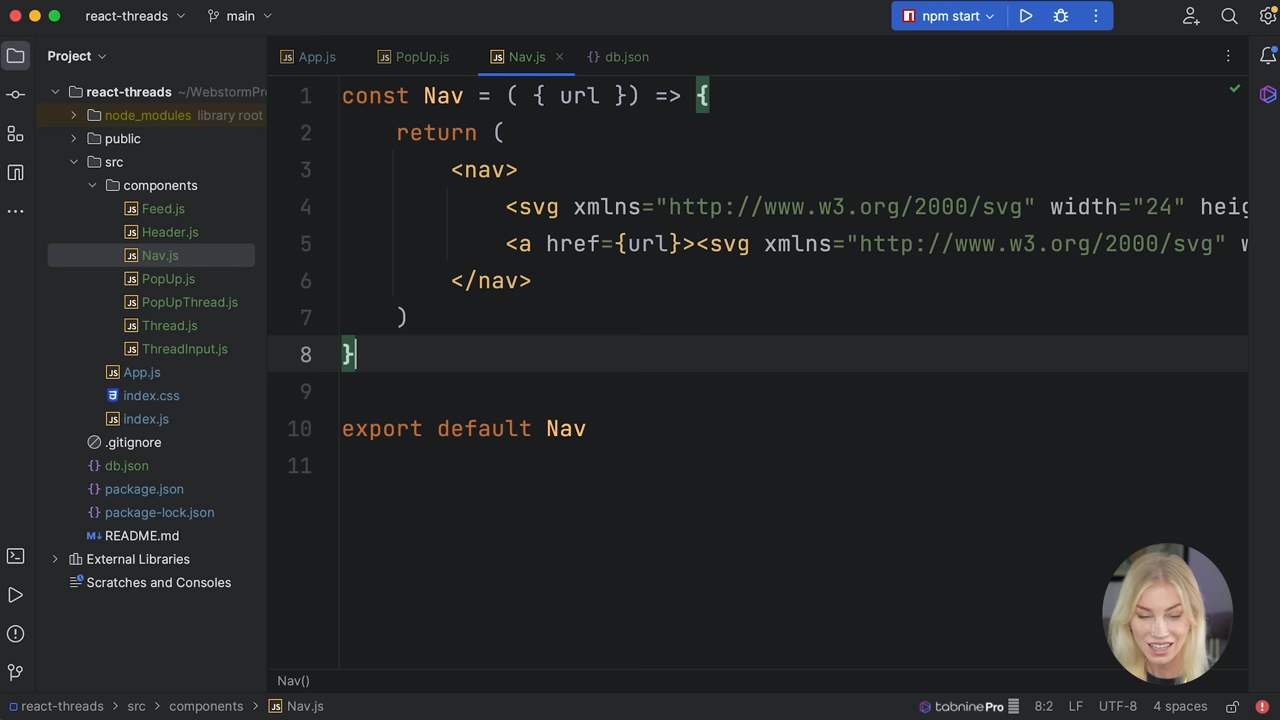 react-threads main npm start
Project App.js PopUp.js Nav.js {} db.json
react-threads ~/WebstormPro
node_modules library root
public
src
components
Feed.js
Header.js
Nav.js
PopUp.js
PopUpThread.js
Thread.js
ThreadInput.js
App.js
index.css
index.js
.gitignore
{} db.json
{} package.json
{} package-lock.json
M↓ README.md
External Libraries
Scratches and Consoles
1 const Nav = ( { url }) => {
2 return (
3 <nav>
4 <svg xmlns="http://www.w3.org/2000/svg" width="24" heig
5 <a href={url}><svg xmlns="http://www.w3.org/2000/svg" w
6 </nav>
7 )
8 }
9
10 export default Nav
11
Nav()
react-threads > src > components > Nav.js tabninePro 8:2 LF UTF-8 4 spaces